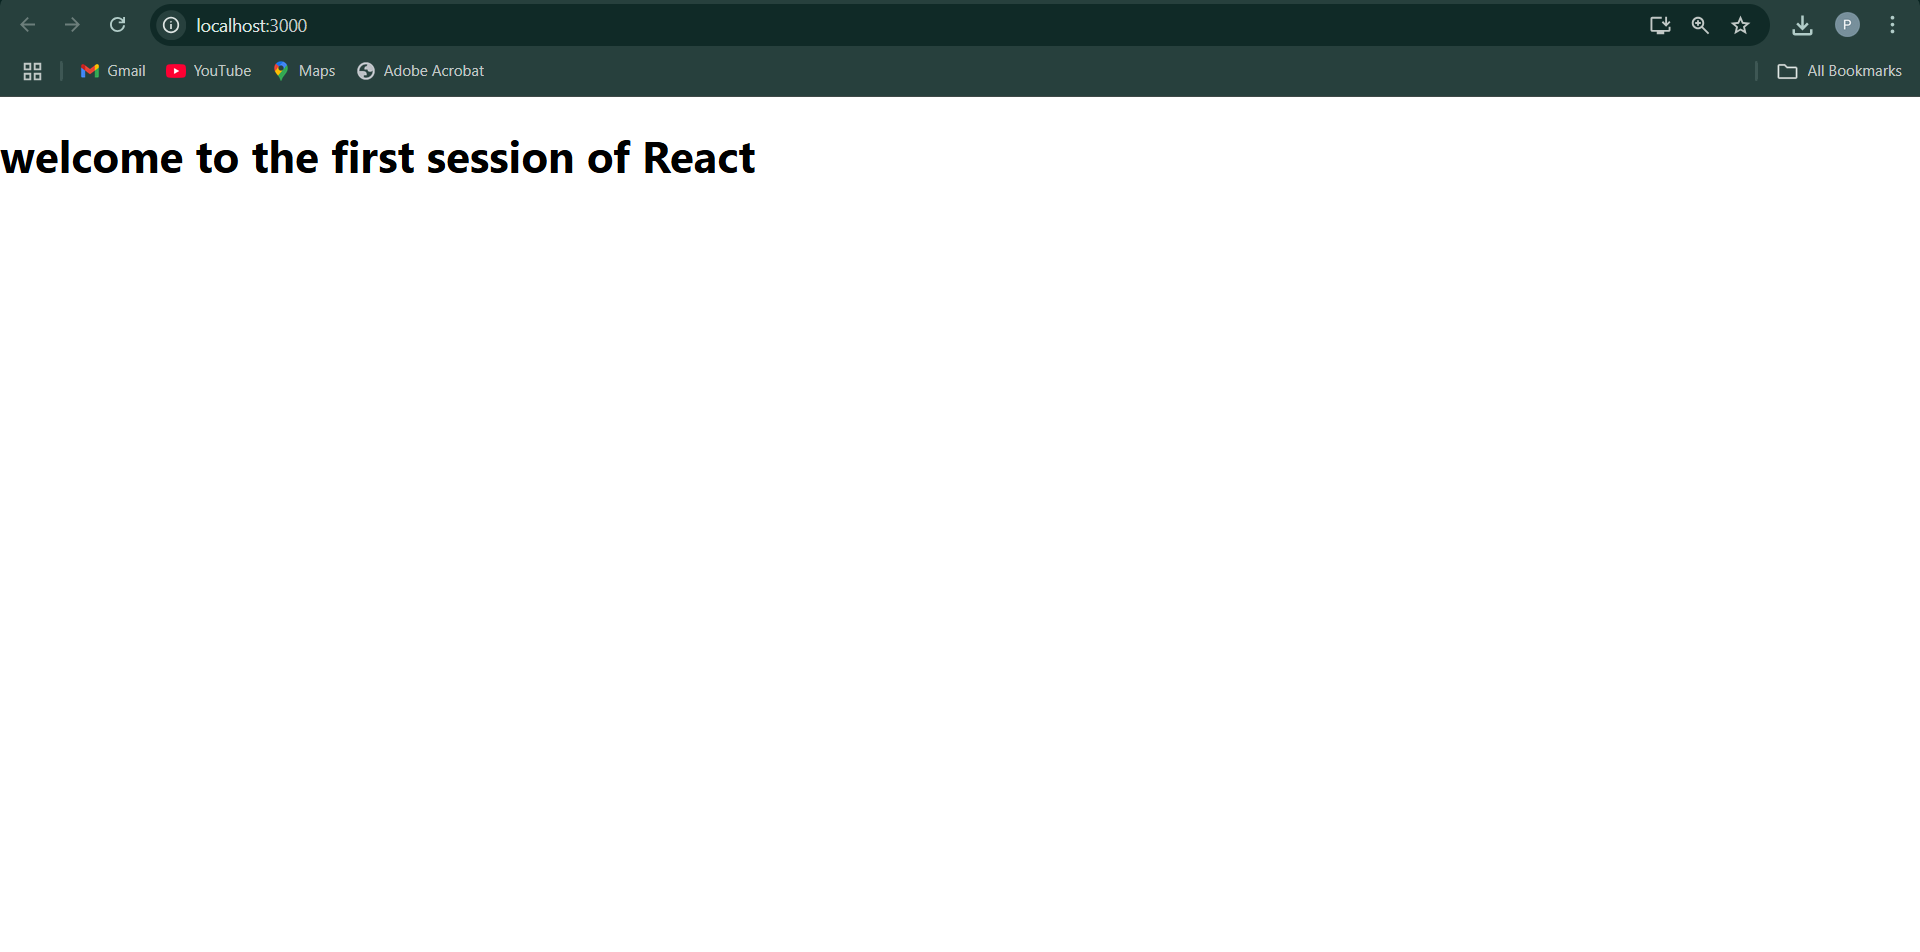 localhost:3000
P
Gmail
YouTube
Maps
Adobe Acrobat
All Bookmarks
welcome to the first session of React